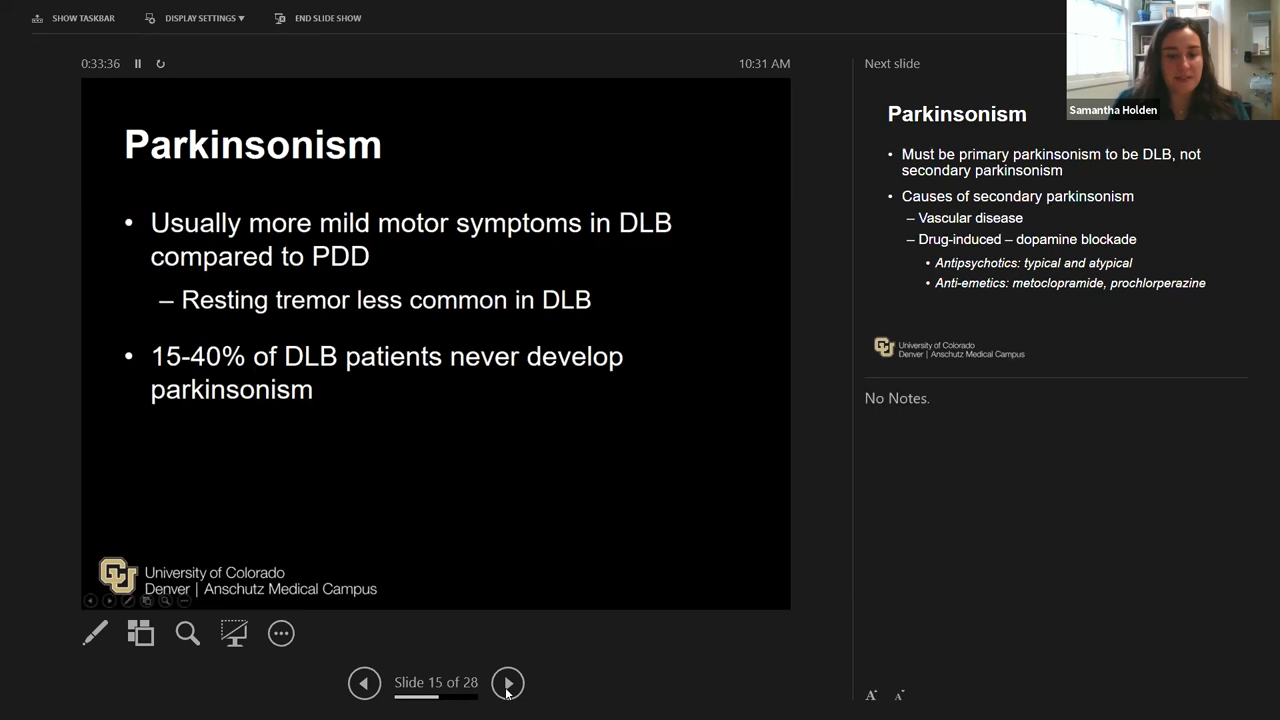 SHOW TASKBAR
DISPLAY SETTINGS ▼
END SLIDE SHOW
0:33:36
10:31 AM
Parkinsonism
• Usually more mild motor symptoms in DLB
compared to PDD
– Resting tremor less common in DLB
• 15-40% of DLB patients never develop
parkinsonism
CU
University of Colorado
Denver | Anschutz Medical Campus
Slide 15 of 28
Next slide
Samantha Holden
Parkinsonism
• Must be primary parkinsonism to be DLB, not
secondary parkinsonism
• Causes of secondary parkinsonism
– Vascular disease
– Drug-induced – dopamine blockade
• Antipsychotics: typical and atypical
• Anti-emetics: metoclopramide, prochlorperazine
CU
University of Colorado
Denver | Anschutz Medical Campus
No Notes.
A
A